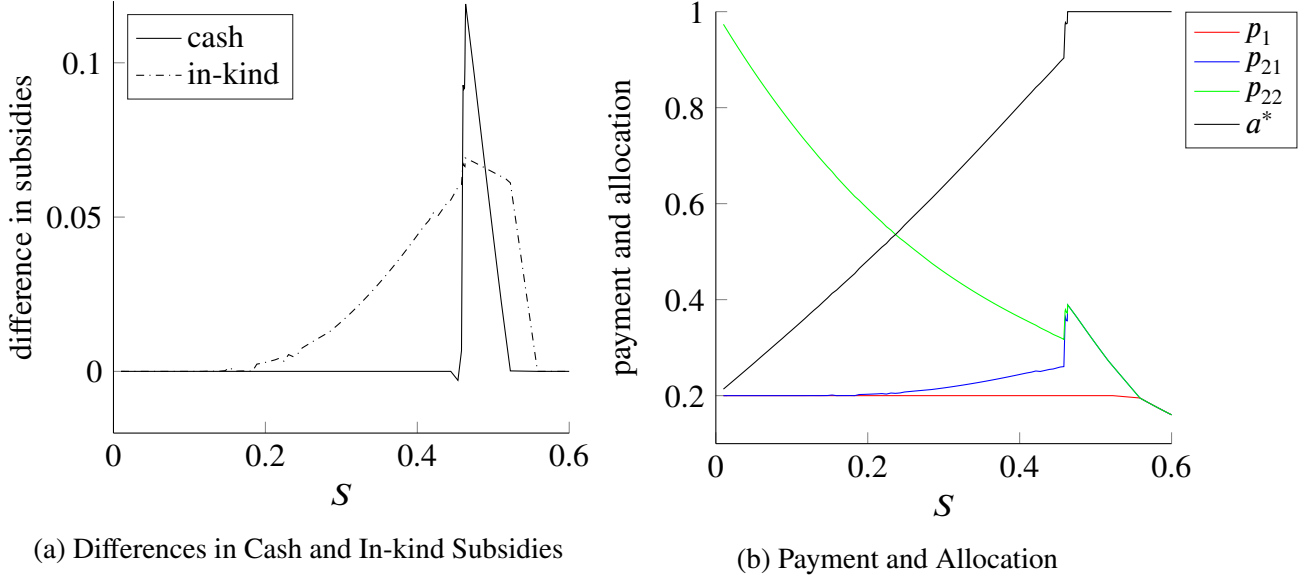 cash
in-kind
0.1
0.05
0
difference in subsidies
0
0.2
0.4
0.6
S
(a) Differences in Cash and In-kind Subsidies
p₁
p₂₁
p₂₂
a*
1
0.8
0.6
0.4
0.2
payment and allocation
0
0.2
0.4
0.6
S
(b) Payment and Allocation